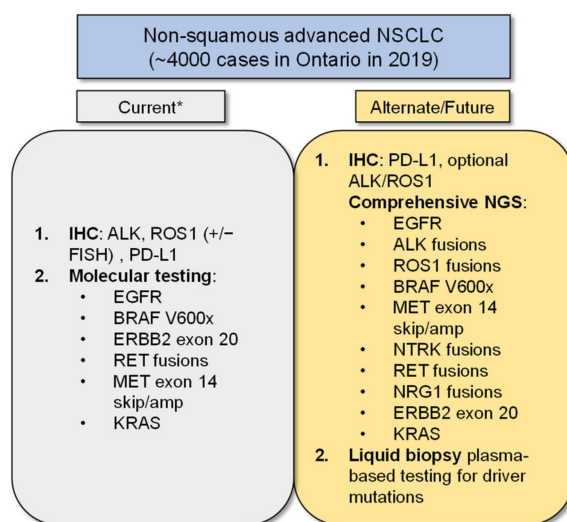 Non-squamous advanced NSCLC
(~4000 cases in Ontario in 2019)
Current*
1. IHC: ALK, ROS1 (+/−
FISH) , PD-L1
2. Molecular testing:
• EGFR
• BRAF V600x
• ERBB2 exon 20
• RET fusions
• MET exon 14
skip/amp
• KRAS
Alternate/Future
1. IHC: PD-L1, optional
ALK/ROS1
Comprehensive NGS:
• EGFR
• ALK fusions
• ROS1 fusions
• BRAF V600x
• MET exon 14
skip/amp
• NTRK fusions
• RET fusions
• NRG1 fusions
• ERBB2 exon 20
• KRAS
2. Liquid biopsy plasma-
based testing for driver
mutations